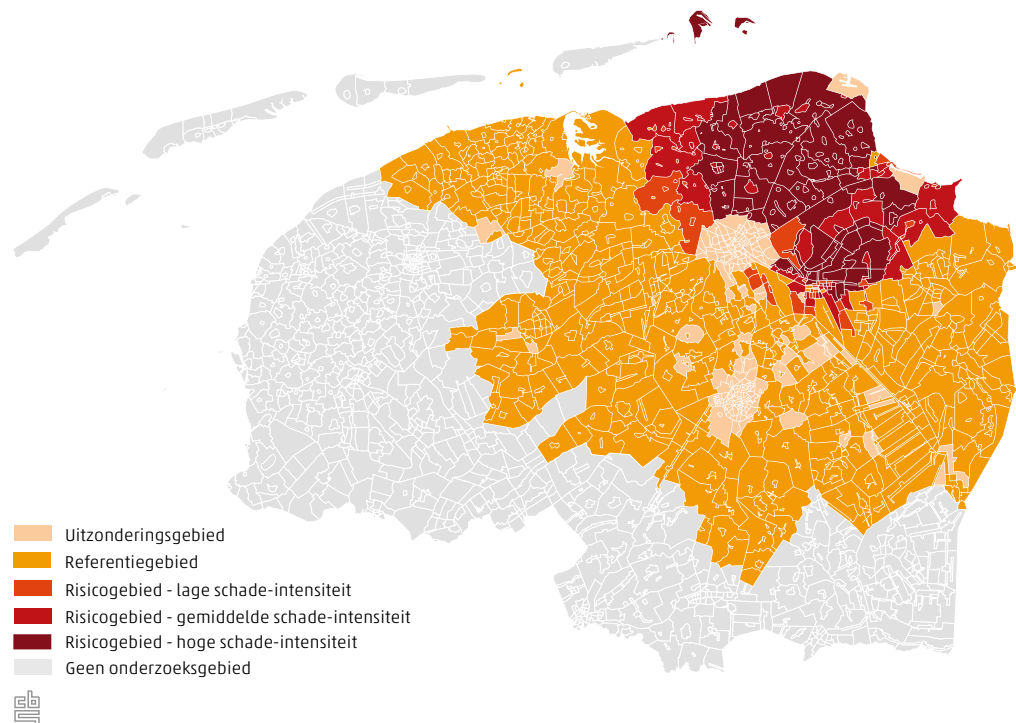 Uitzonderingsgebied
Referentiegebied
Risicogebied - lage schade-intensiteit
Risicogebied - gemiddelde schade-intensiteit
Risicogebied - hoge schade-intensiteit
Geen onderzoeksgebied